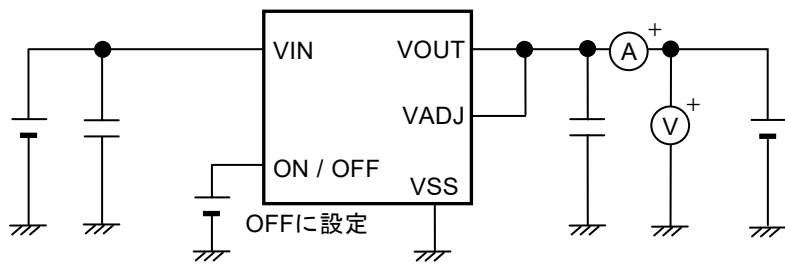 VIN
VOUT
A
+
VADJ
V
+
ON / OFF
VSS
OFFに設定